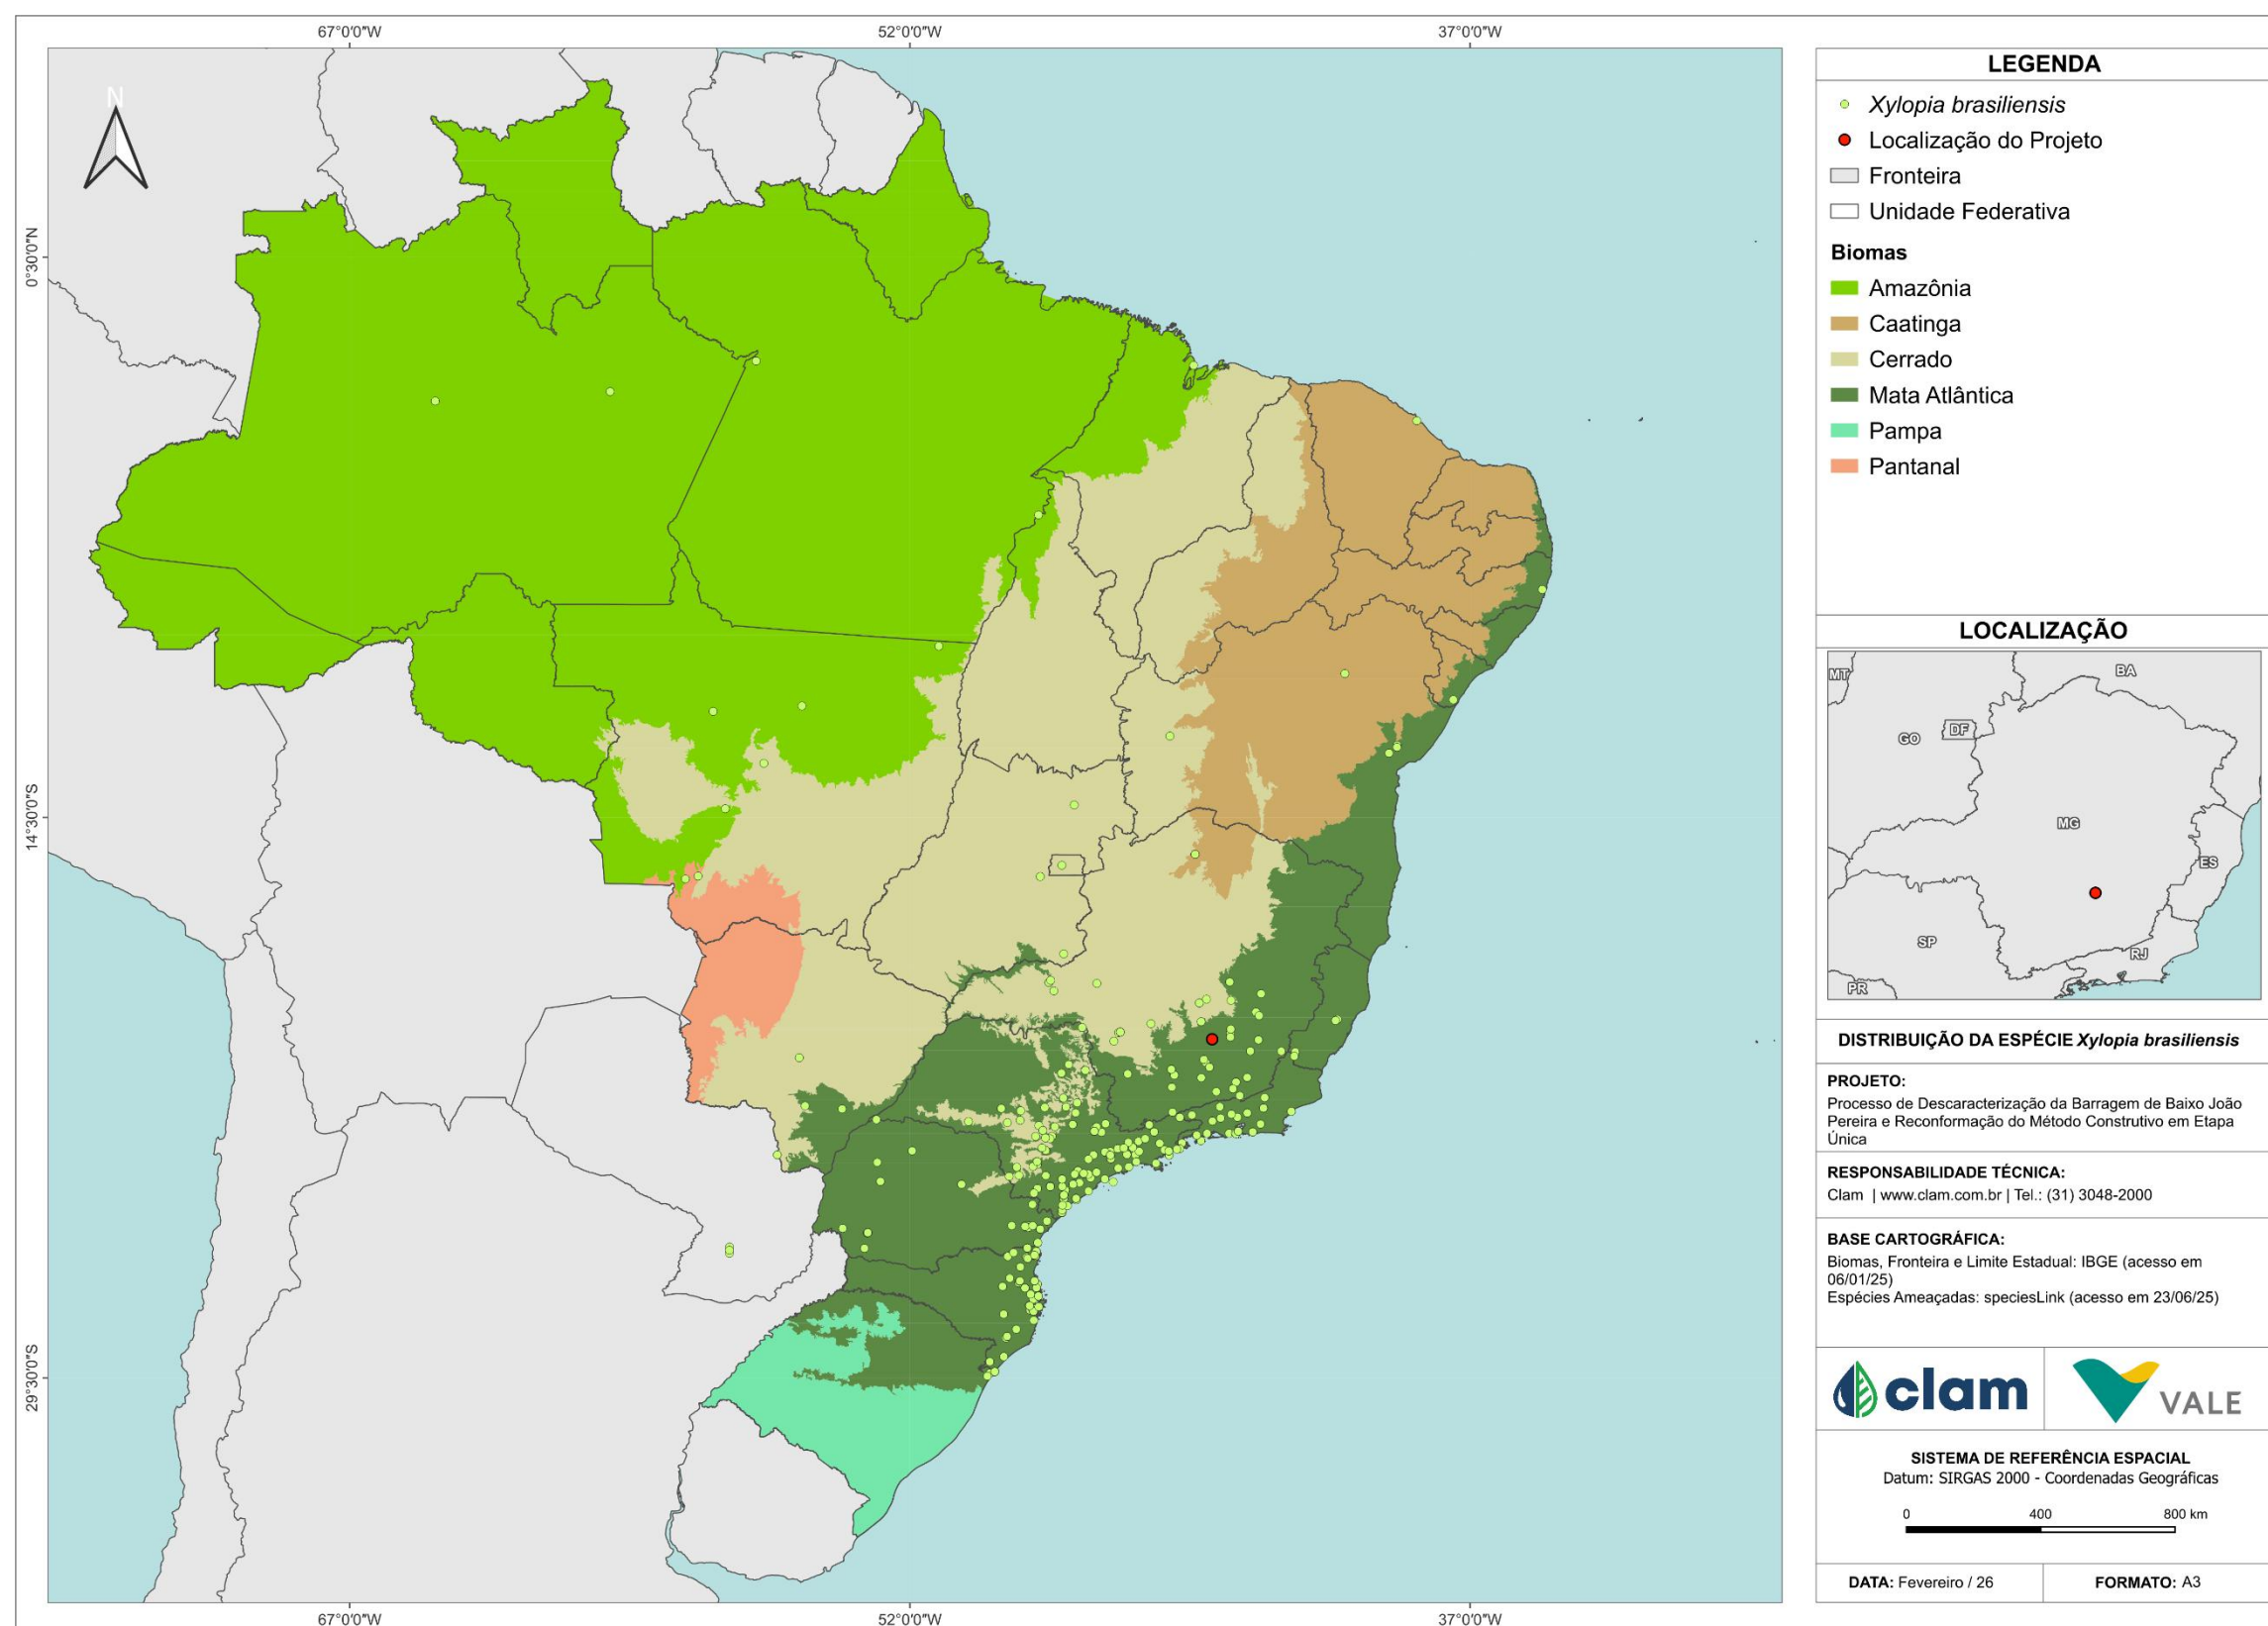 67°0'0"W
52°0'0"W
37°0'0"W
N
0°30'0"N
14°30'0"S
29°30'0"S
67°0'0"W
52°0'0"W
37°0'0"W
LEGENDA
Xylopia brasiliensis
Localização do Projeto
Fronteira
Unidade Federativa
Biomas
Amazônia
Caatinga
Cerrado
Mata Atlântica
Pampa
Pantanal
LOCALIZAÇÃO
MT
BA
GO
DF
MG
ES
SP
RJ
PR
DISTRIBUIÇÃO DA ESPÉCIE Xylopia brasiliensis
PROJETO:
Processo de Descaracterização da Barragem de Baixo João
Pereira e Reconformação do Método Construtivo em Etapa
Única
RESPONSABILIDADE TÉCNICA:
Clam | www.clam.com.br | Tel.: (31) 3048-2000
BASE CARTOGRÁFICA:
Biomas, Fronteira e Limite Estadual: IBGE (acesso em
06/01/25)
Espécies Ameaçadas: speciesLink (acesso em 23/06/25)
clam
VALE
SISTEMA DE REFERÊNCIA ESPACIAL
Datum: SIRGAS 2000 - Coordenadas Geográficas
0 400 800 km
DATA: Fevereiro / 26
FORMATO: A3